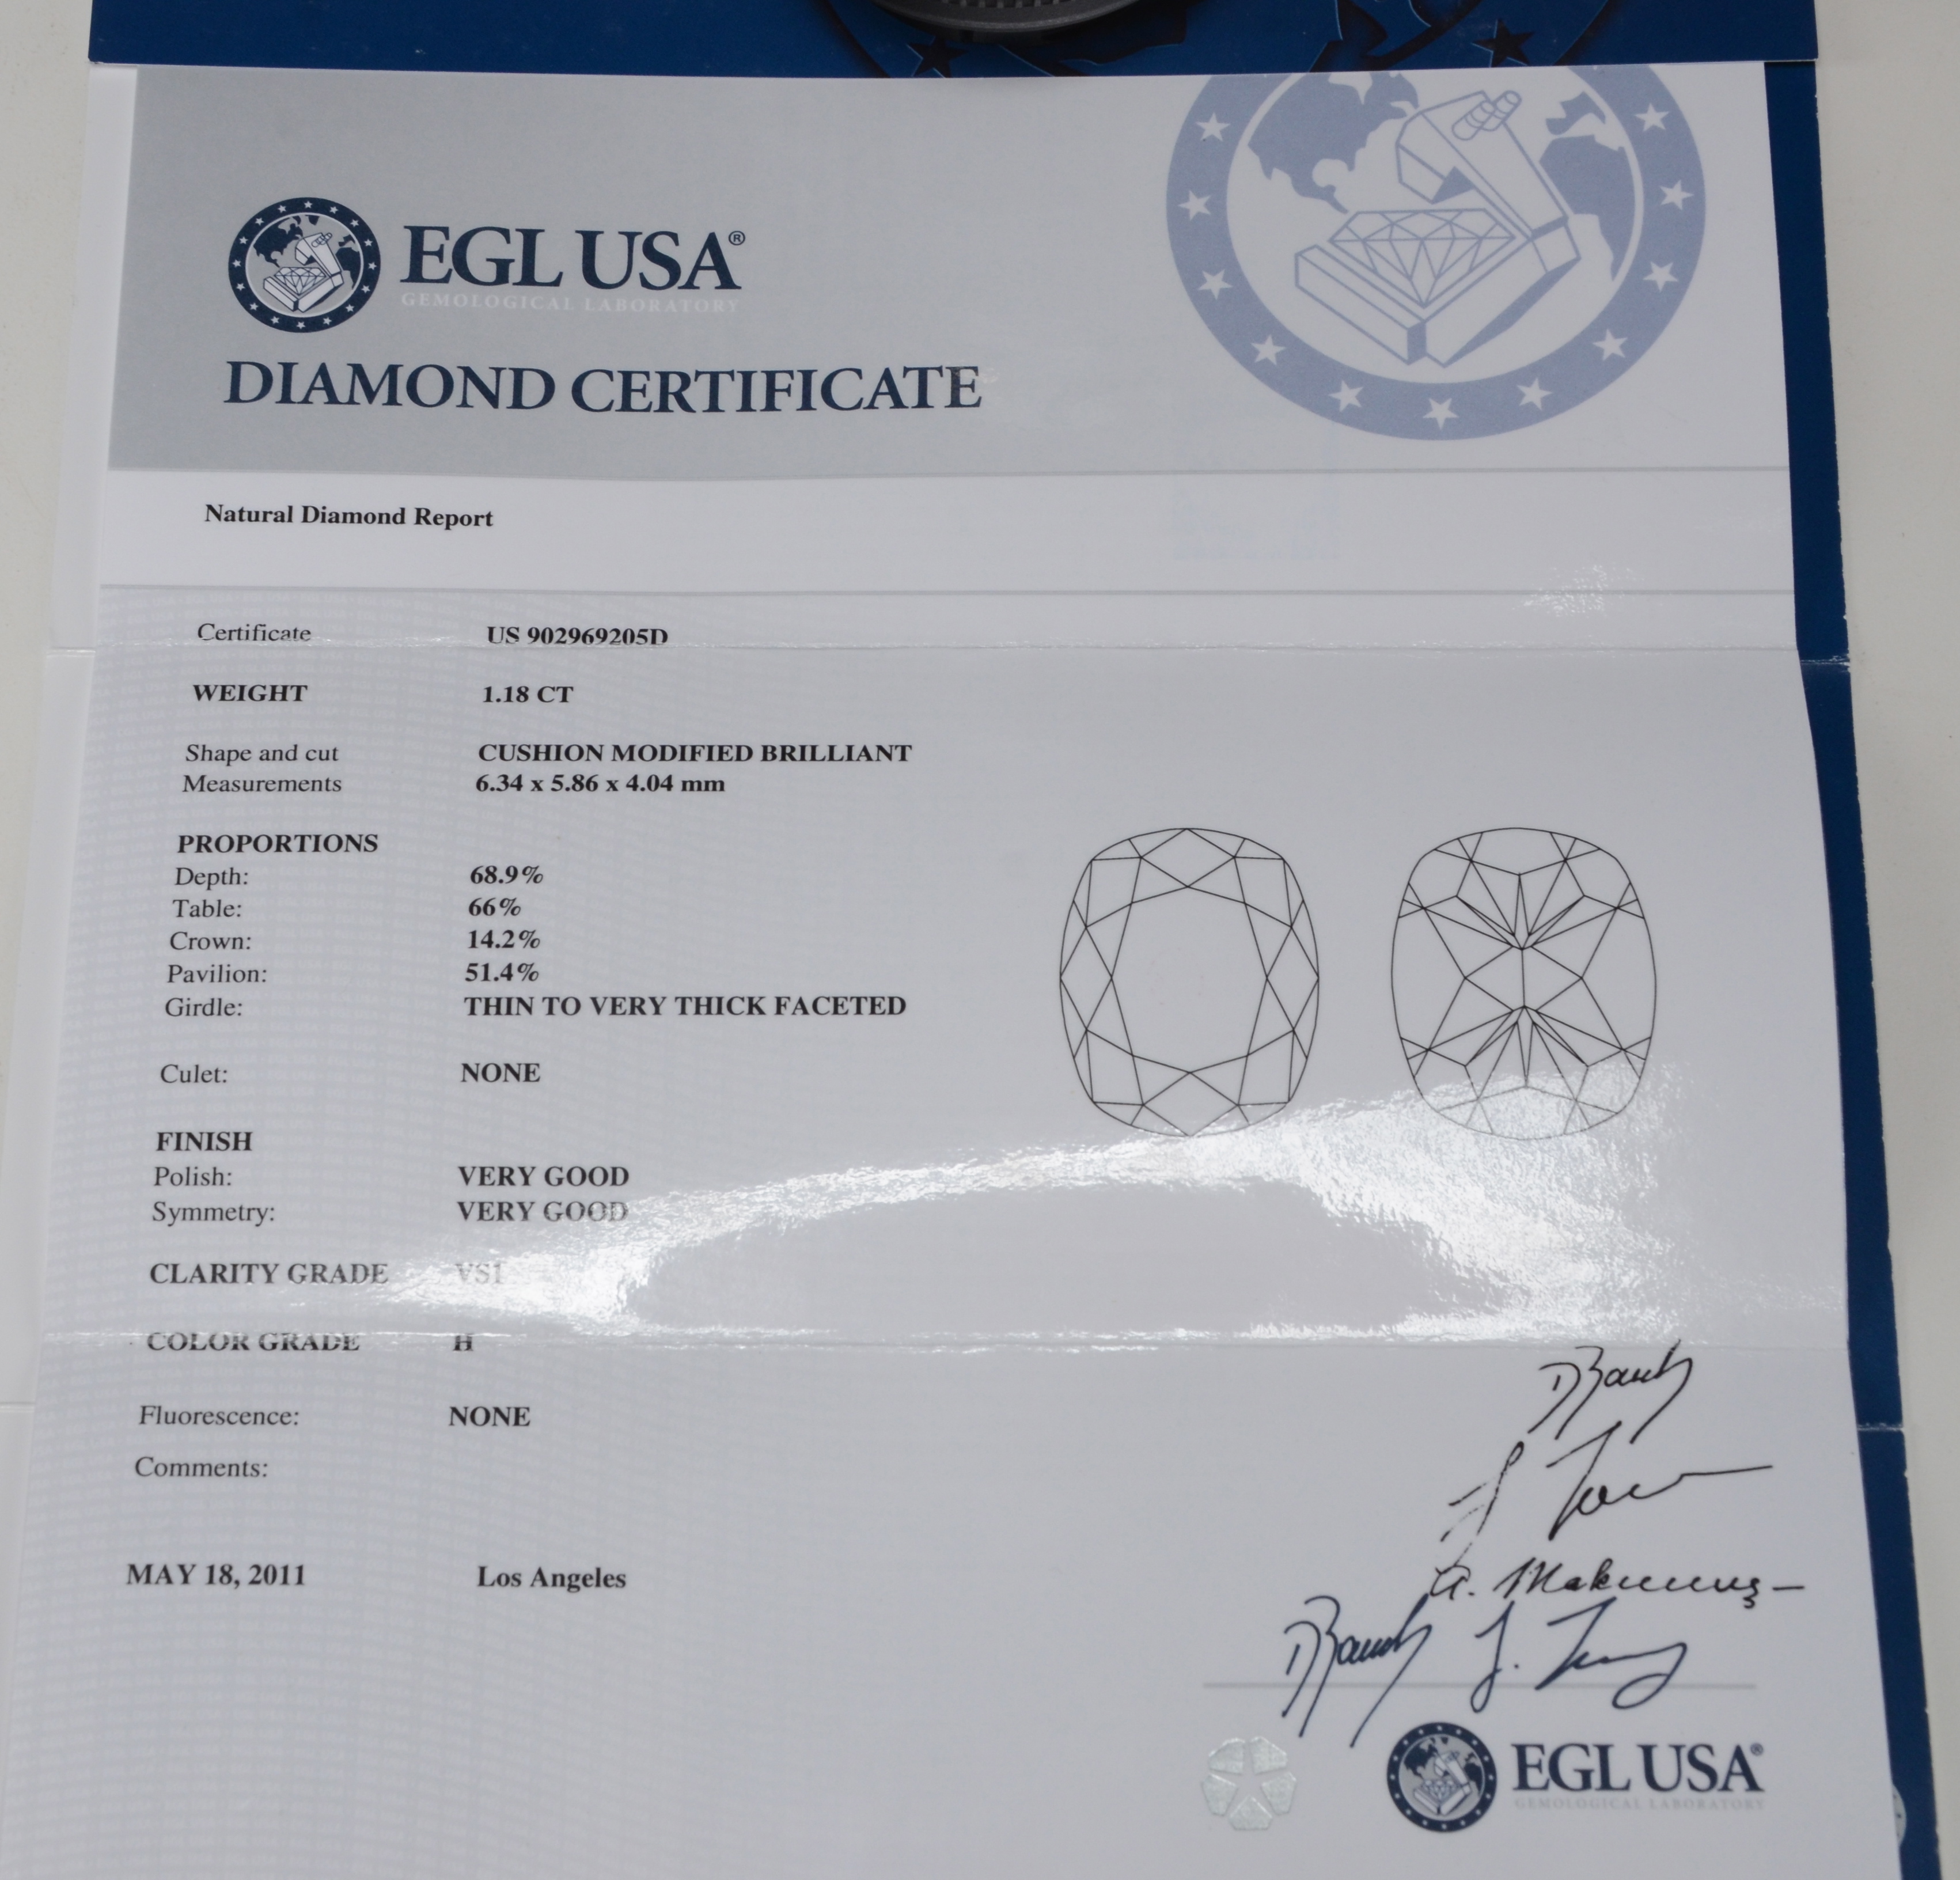 EGL USA®
GEMOLOGICAL LABORATORY
DIAMOND CERTIFICATE
Natural Diamond Report
Certificate US 902969205D
WEIGHT 1.18 CT
Shape and cut CUSHION MODIFIED BRILLIANT
Measurements 6.34 x 5.86 x 4.04 mm
PROPORTIONS
Depth: 68.9%
Table: 66%
Crown: 14.2%
Pavilion: 51.4%
Girdle: THIN TO VERY THICK FACETED
Culet: NONE
FINISH
Polish: VERY GOOD
Symmetry: VERY GOOD
CLARITY GRADE VS1
COLOR GRADE H
Fluorescence: NONE
Comments:
MAY 18, 2011 Los Angeles
EGL USA®
GEMOLOGICAL LABORATORY